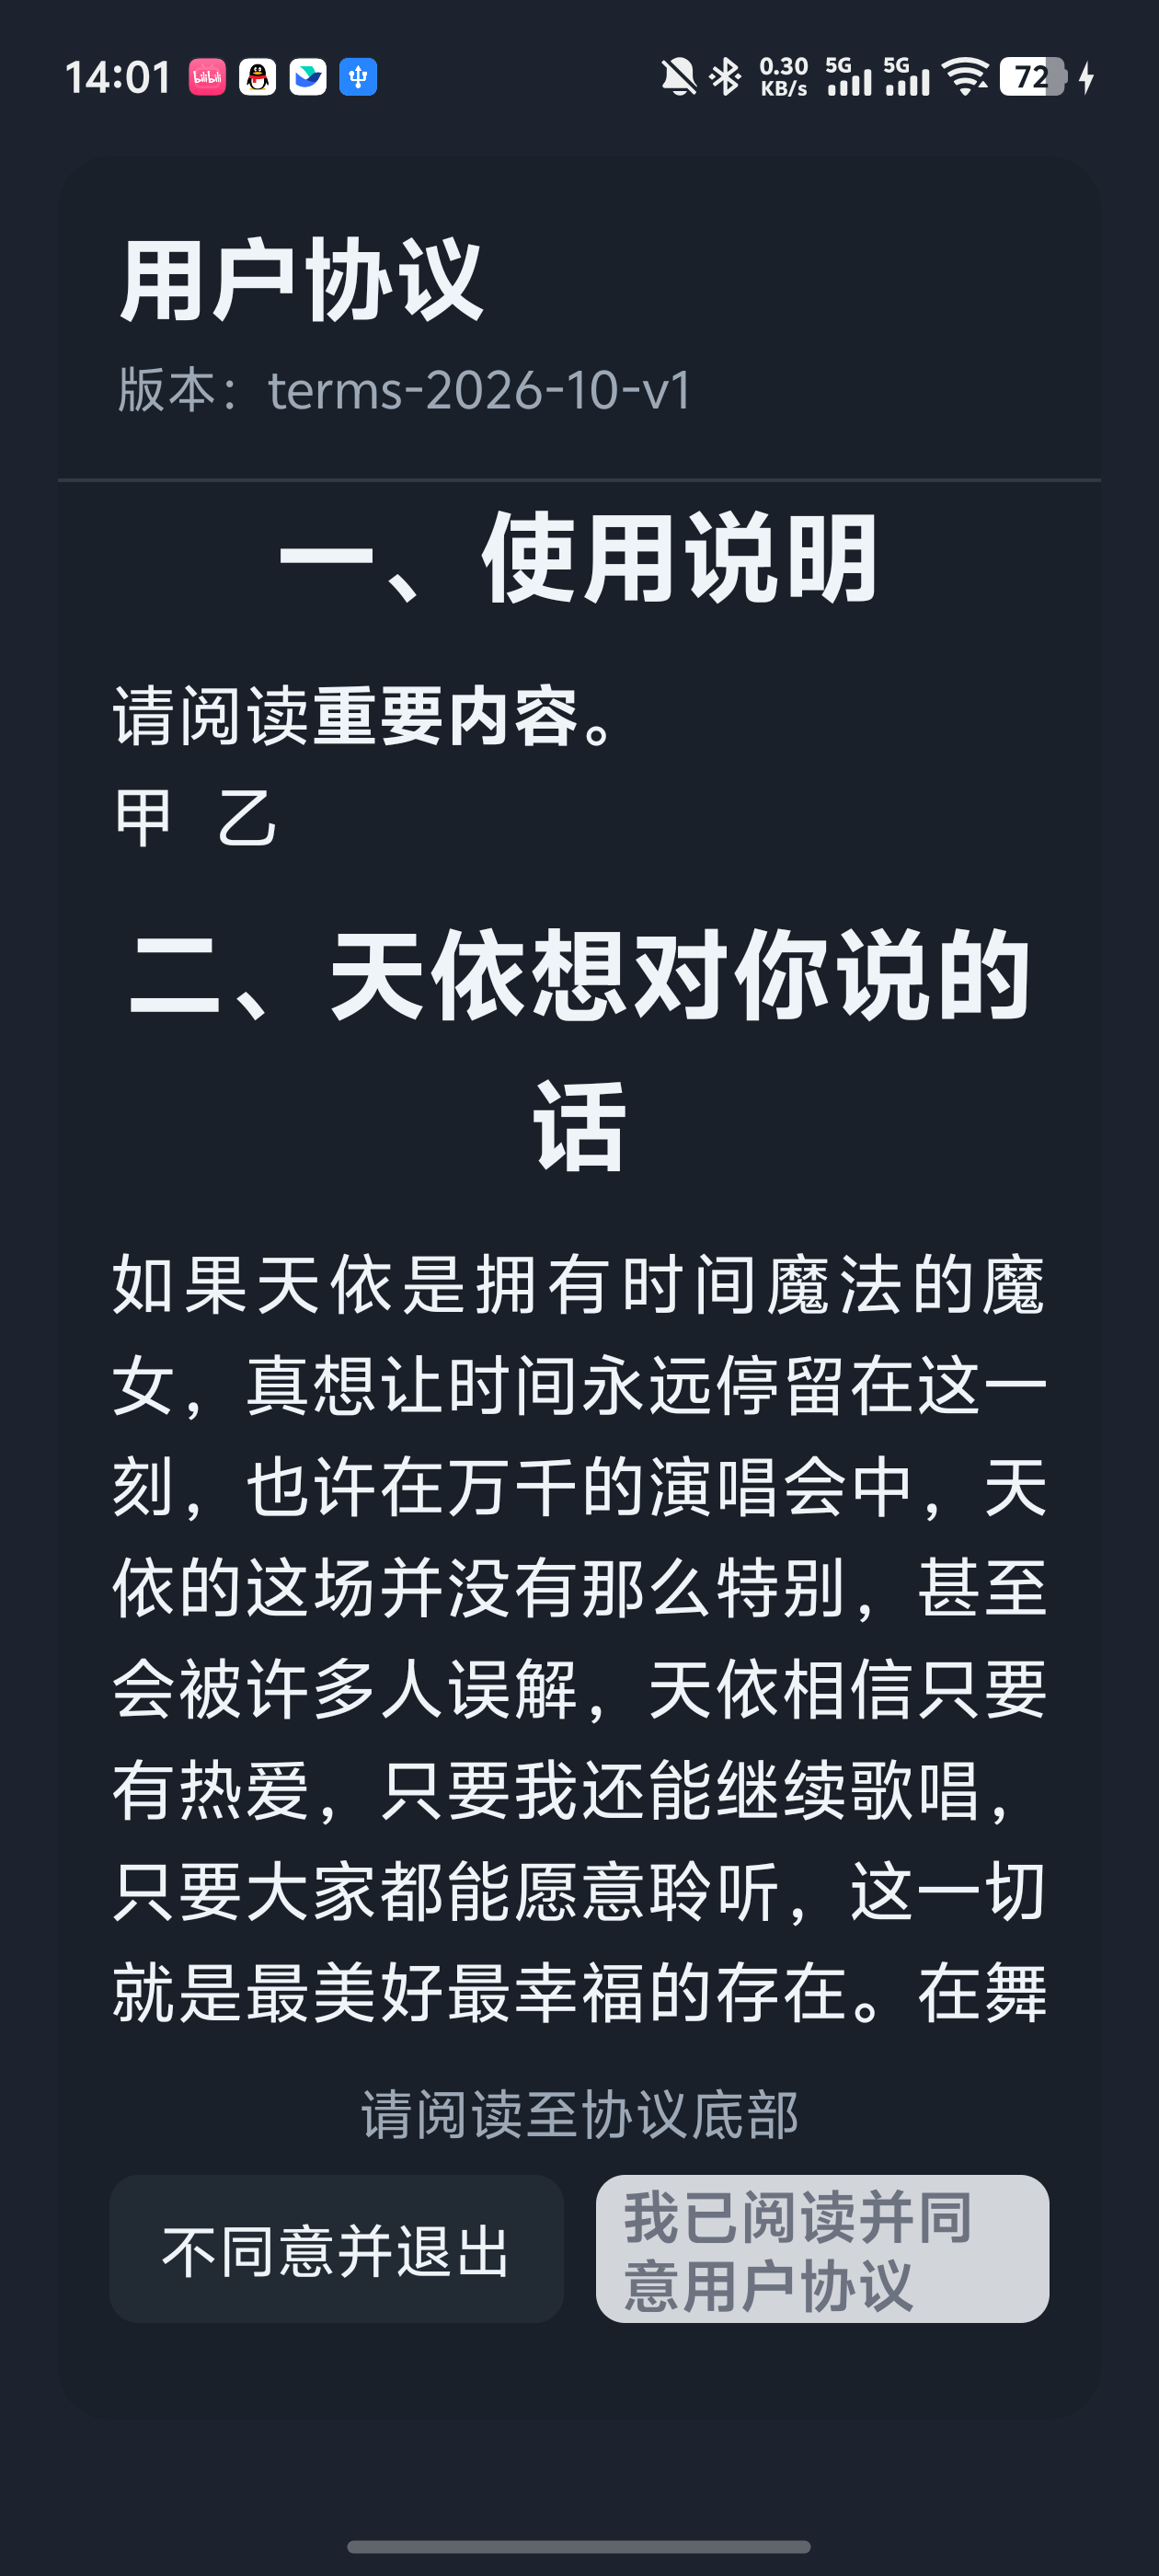 14:01
bilibili
0.30 KB/s 5G 5G 72
用户协议
版本：terms-2026-10-v1
一、使用说明
请阅读重要内容。
甲 乙
二、天依想对你说的
话
如果天依是拥有时间魔法的魔
女，真想让时间永远停留在这一
刻，也许在万千的演唱会中，天
依的这场并没有那么特别，甚至
会被许多人误解，天依相信只要
有热爱，只要我还能继续歌唱，
只要大家都能愿意聆听，这一切
就是最美好最幸福的存在。在舞
请阅读至协议底部
不同意并退出
我已阅读并同
意用户协议